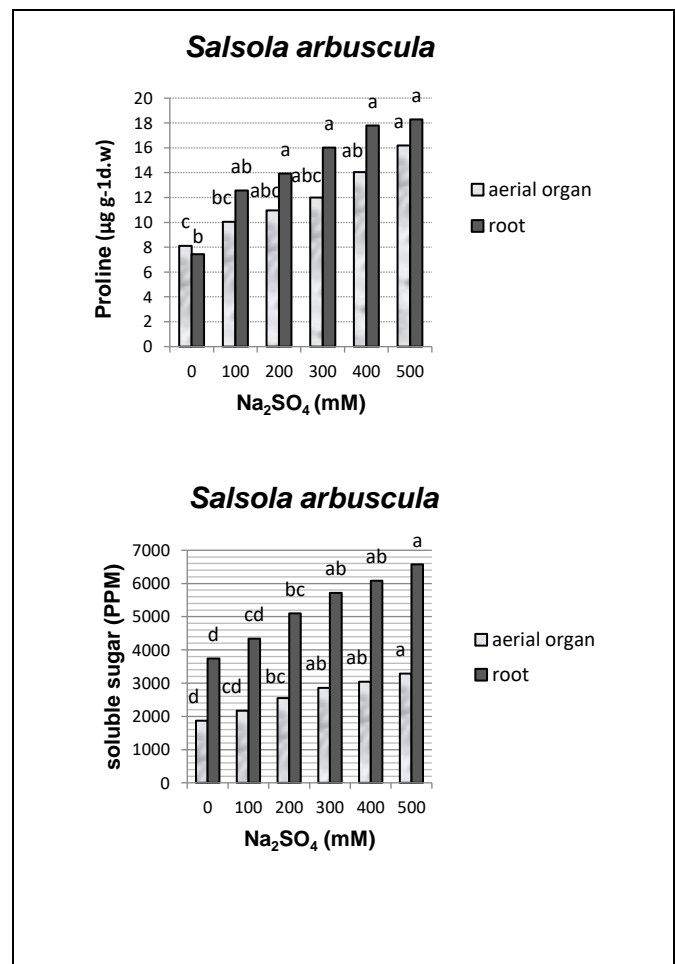 Salsola arbuscula
20
18
16
14
12
10
8
6
4
2
0
Proline (µg g-1d.w)
c
b
bc
ab
abc
a
abc
a
ab
a
a
a
aerial organ
root
0 100 200 300 400 500
Na₂SO₄ (mM)
Salsola arbuscula
7000
6000
5000
4000
3000
2000
1000
0
soluble sugar (PPM)
d
d
cd
cd
bc
bc
ab
ab
ab
ab
a
a
aerial organ
root
0 100 200 300 400 500
Na₂SO₄ (mM)